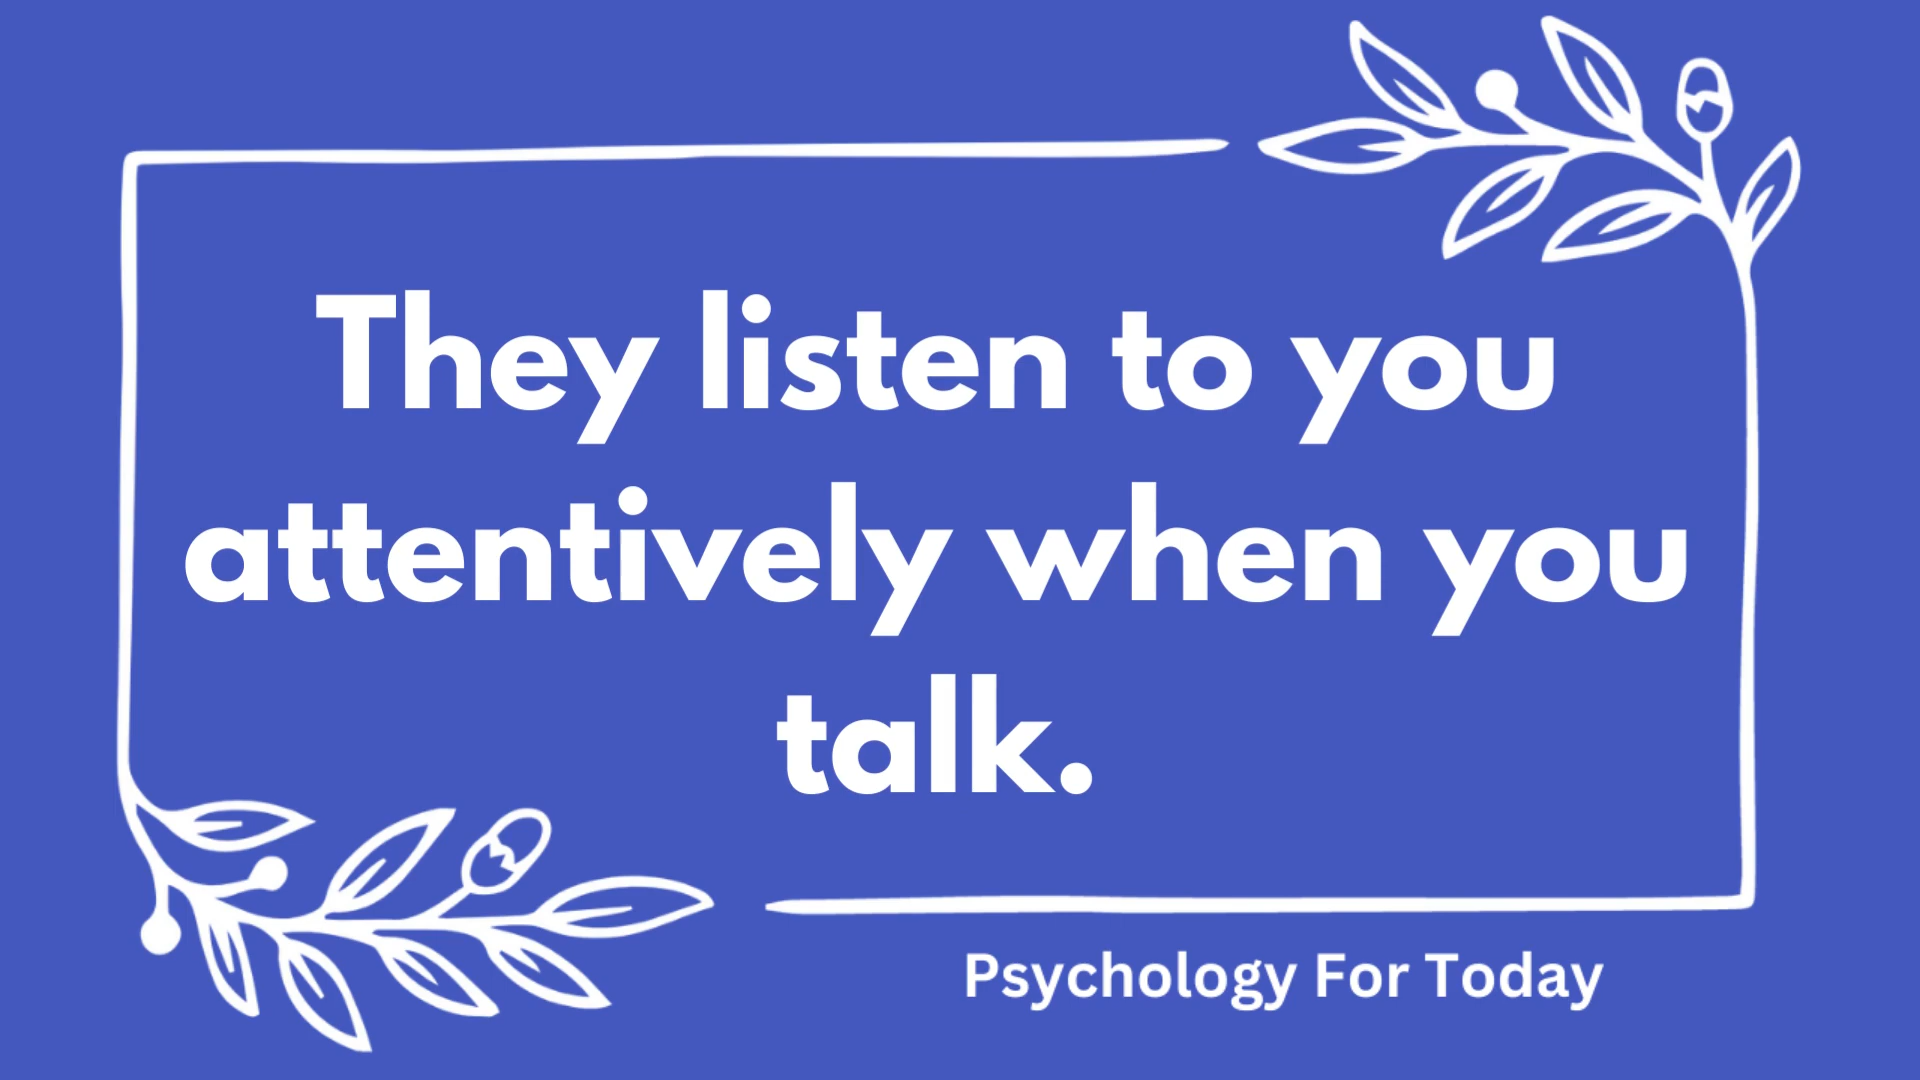 They listen to you
attentively when you
talk.
Psychology For Today